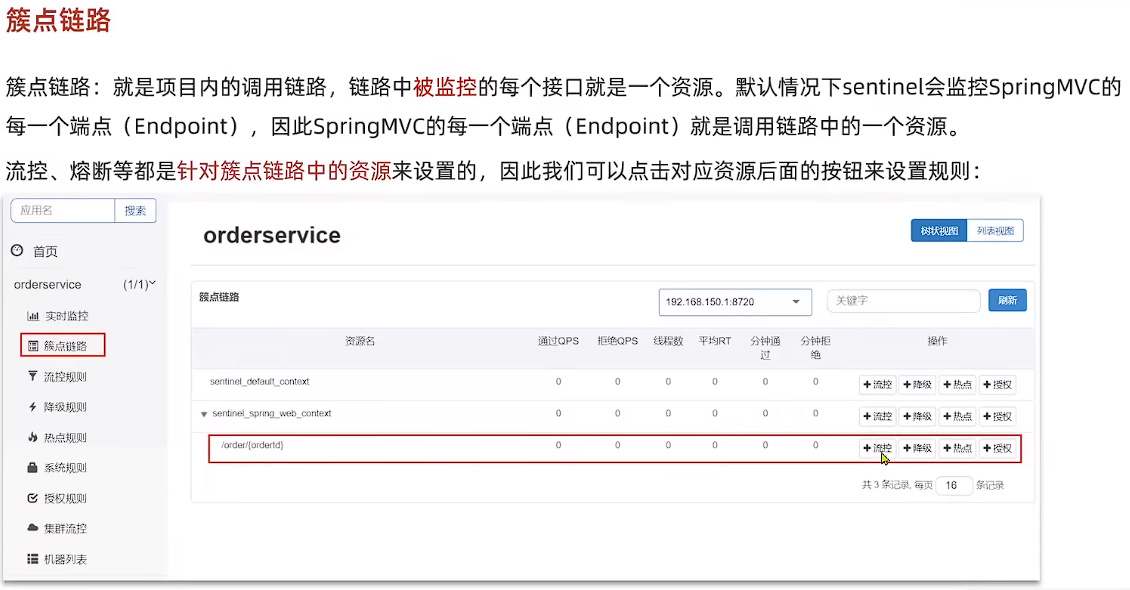 簇点链路
簇点链路：就是项目内的调用链路，链路中被监控的每个接口就是一个资源。默认情况下sentinel会监控SpringMVC的
每一个端点（Endpoint），因此SpringMVC的每一个端点（Endpoint）就是调用链路中的一个资源。
流控、熔断等都是针对簇点链路中的资源来设置的，因此我们可以点击对应资源后面的按钮来设置规则：
应用名 搜索
首页
orderservice (1/1)
实时监控
簇点链路
流控规则
降级规则
热点规则
系统规则
授权规则
集群流控
机器列表
orderservice
树状视图 列表视图
簇点链路 192.168.150.1:8720 关键字 刷新
资源名 通过QPS 拒绝QPS 线程数 平均RT 分钟通过 分钟拒绝 操作
sentinel_default_context 0 0 0 0 0 0 +流控 +降级 +热点 +授权
sentinel_spring_web_context 0 0 0 0 0 0 +流控 +降级 +热点 +授权
/order/{orderId} 0 0 0 0 0 0 +流控 +降级 +热点 +授权
共 3 条记录, 每页 16 条记录